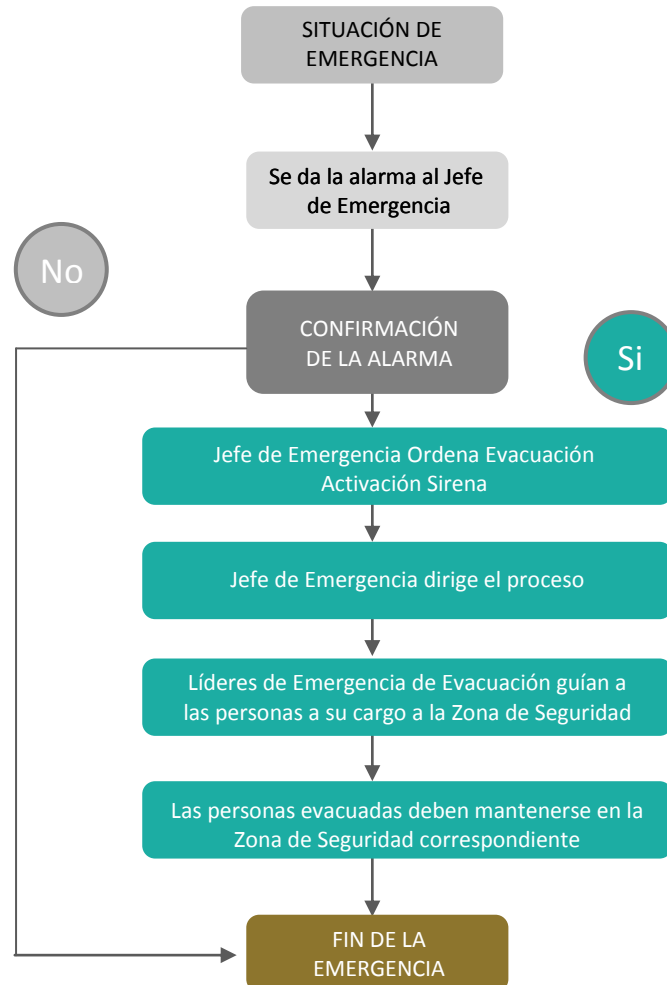 SITUACIÓN DE
EMERGENCIA
Se da la alarma al Jefe
de Emergencia
No
CONFIRMACIÓN
DE LA ALARMA
Si
Jefe de Emergencia Ordena Evacuación
Activación Sirena
Jefe de Emergencia dirige el proceso
Líderes de Emergencia de Evacuación guían a
las personas a su cargo a la Zona de Seguridad
Las personas evacuadas deben mantenerse en la
Zona de Seguridad correspondiente
FIN DE LA
EMERGENCIA